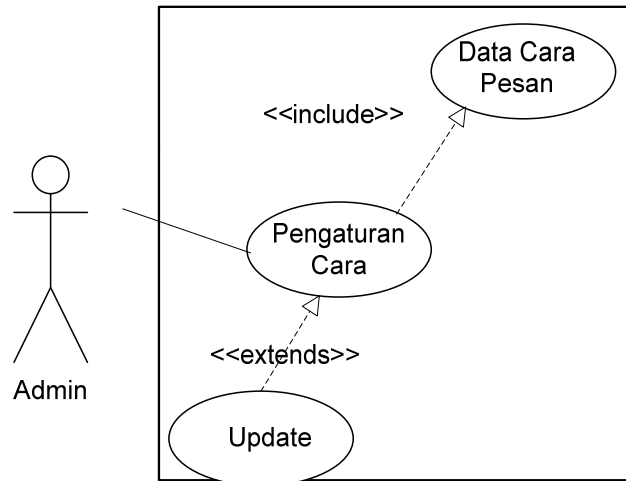 Data Cara
Pesan
<<include>>
Pengaturan
Cara
<<extends>>
Admin
Update